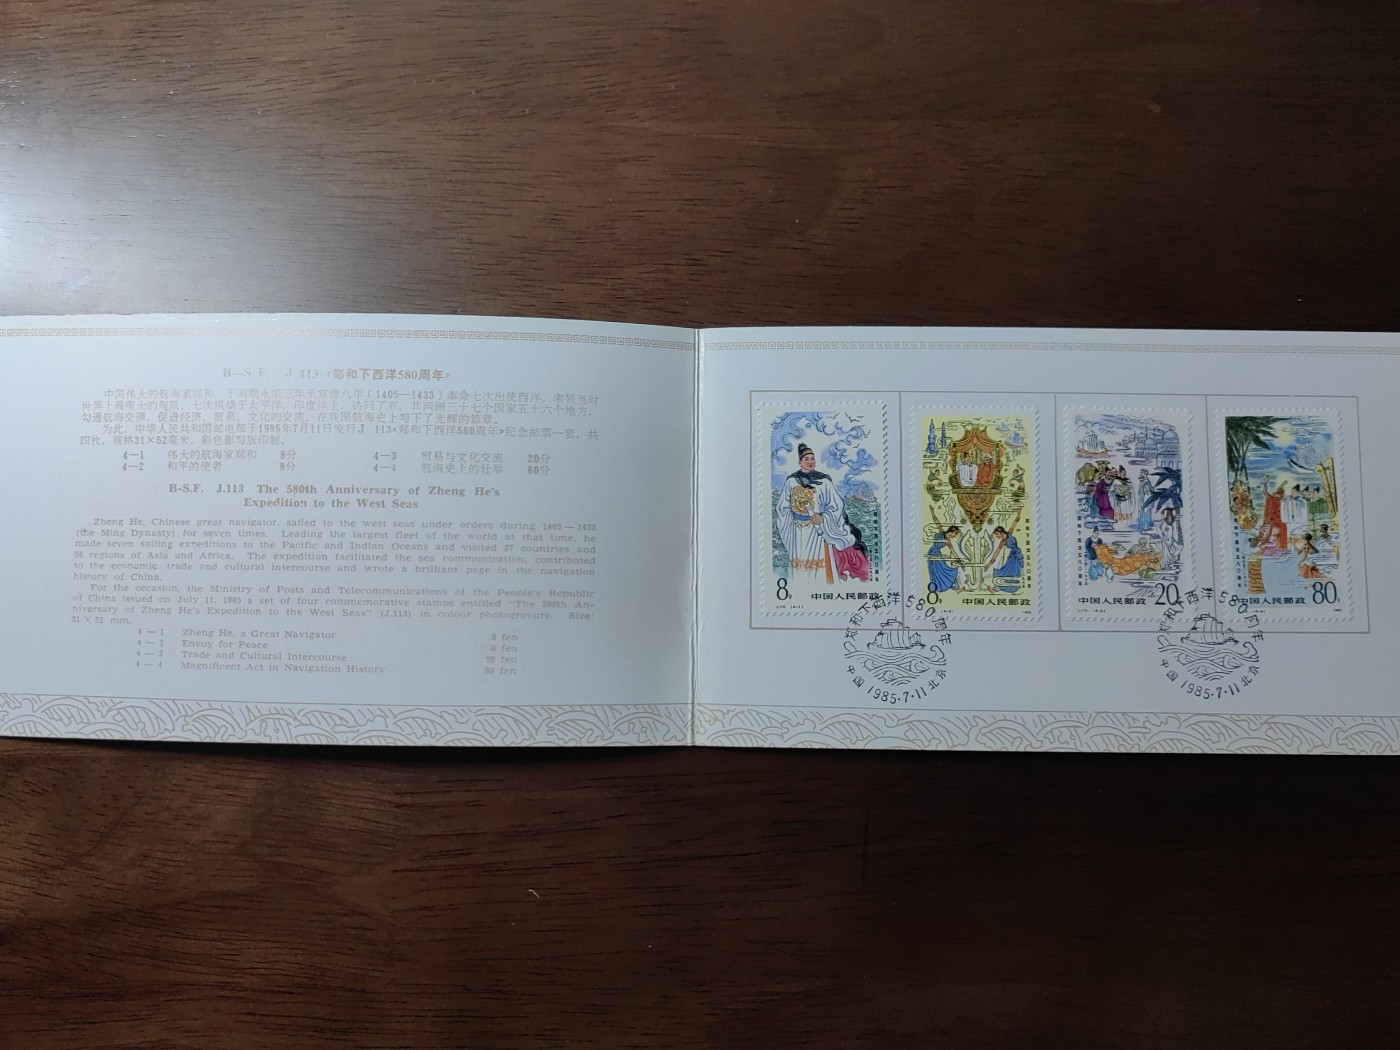 B—S.F. J.113 《郑和下西洋580周年》
中国伟大的航海家郑和，于明朝永乐三年至宣德八年（1405—1433）奉命七次出使西洋，率领当时
世界上最庞大的舰队，七次纵横于太平洋、印度洋上，访问了亚、非两洲三十七个国家五十六个地方，
勾通航海交通，促进经济、贸易、文化的交流，在我国航海史上写下了光辉的篇章。
为此，中华人民共和国邮电部于1985年7月11日发行J.113《郑和下西洋580周年》纪念邮票一套，共
四枚，规格31×52毫米，彩色影写版印制。
4—1 伟大的航海家郑和 8分 4—3 贸易与文化交流 20分
4—2 和平的使者 8分 4—4 航海史上的壮举 80分
B-S.F. J.113 The 580th Anniversary of Zheng He's
Expedition to the West Seas
Zheng He, Chinese great navigator, sailed to the west seas under orders during 1405—1433
(the Ming Dynasty) for seven times. Leading the largest fleet of the world at that time, he
made seven sailing expeditions to the Pacific and Indian Oceans and visited 37 countries and
56 regions of Asia and Africa. The expedition facilitated the sea communication, contributed
to the economic, trade and cultural intercourse and wrote a brilliant page in the navigation
history of China.
For the occasion, the Ministry of Posts and Telecommunications of the People's Republic
of China issued on July 11, 1985 a set of four commemorative stamps entitled "The 580th An-
niversary of Zheng He's Expedition to the West Seas" (J.113) in colour photogravure. Size:
31×52 mm.
4—1 Zheng He, a Great Navigator 8 fen
4—2 Envoy for Peace 8 fen
4—3 Trade and Cultural Intercourse 20 fen
4—4 Magnificent Act in Navigation History 80 fen
8分 中国人民邮政
8分 中国人民邮政
中国人民邮政 20分
中国人民邮政 80分
郑和下西洋580周年
中国 1985.7.11 北京
郑和下西洋580周年
中国 1985.7.11 北京